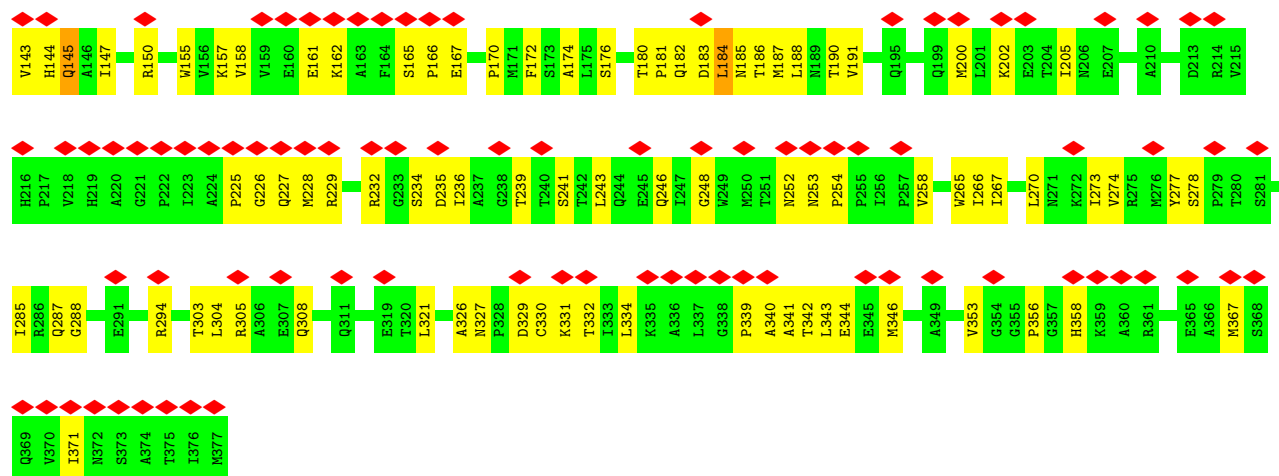 V143 H144 Q145 A146 I147 R150 W155 V156 K157 V158 V159 E160 E161 K162 A163 F164 S165 P166 E167 P170 M171 F172 S173 A174 L175 S176 T180 P181 Q182 D183 L184 N185 T186 M187 L188 N189 T190 V191 Q195 Q199 M200 L201 K202 E203 T204 I205 N206 E207 A210 D213 R214 V215
H216 P217 V218 H219 A220 G221 P222 I223 A224 P225 G226 Q227 M228 R229 R232 G233 S234 D235 I236 A237 G238 T239 T240 S241 T242 L243 Q244 E245 Q246 I247 G248 W249 M250 T251 N252 N253 P254 P255 I256 P257 V258 W265 I266 I267 L270 N271 K272 I273 V274 R275 M276 Y277 S278 P279 T280 S281
I285 R286 Q287 G288 E291 R294 T303 L304 R305 A306 E307 Q308 Q311 E319 T320 L321 A326 N327 P328 D329 C330 K331 T332 I333 L334 K335 A336 L337 G338 P339 A340 A341 T342 L343 E344 E345 M346 A349 V353 G354 G355 P356 G357 H358 K359 A360 R361 E365 A366 M367 S368
Q369 V370 I371 N372 S373 A374 T375 I376 M377